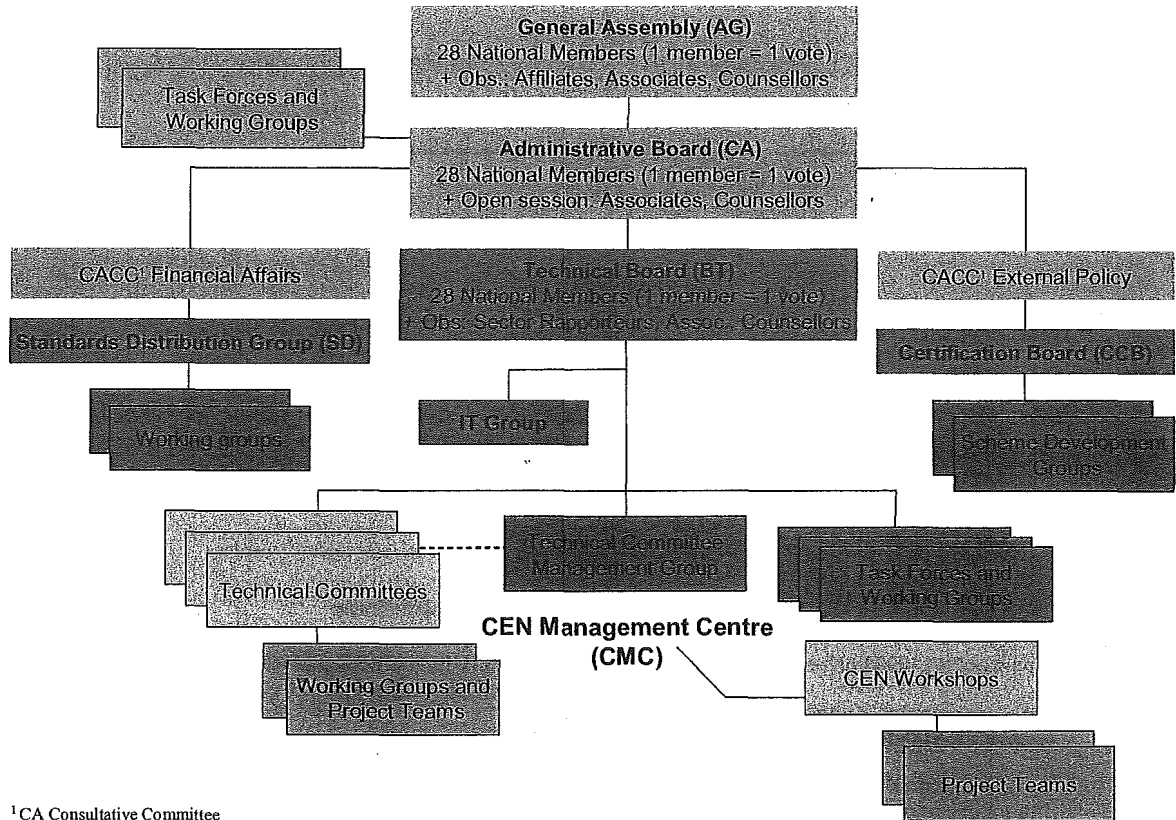 General Assembly (AG)
28 National Members (1 member = 1 vote)
+ Obs.: Affiliates, Associates, Counsellors
Task Forces and
Working Groups
Administrative Board (CA)
28 National Members (1 member = 1 vote)
+ Open session: Associates, Counsellors
CACC¹ Financial Affairs
Technical Board (BT)
28 National Members (1 member = 1 vote)
+ Obs: Sector Rapporteurs, Assoc., Counsellors
CACC¹ External Policy
Standards Distribution Group (SD)
Certification Board (CCB)
Working groups
IT Group
Scheme Development
Groups
Technical Committees
Technical Committee
Management Group
Task Forces and
Working Groups
CEN Management Centre
(CMC)
Working Groups and
Project Teams
CEN Workshops
Project Teams
¹ CA Consultative Committee